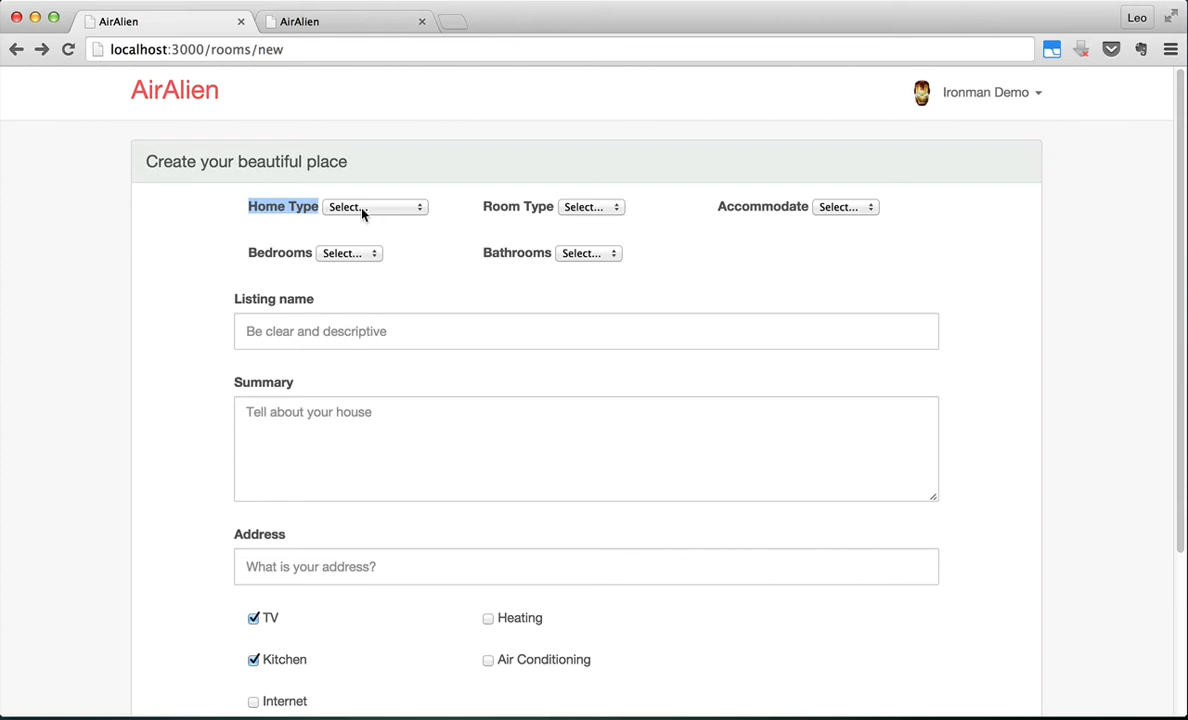 AirAlien
AirAlien
Leo
localhost:3000/rooms/new
AirAlien
Ironman Demo
Create your beautiful place
Home Type Select... Room Type Select... Accommodate Select...
Bedrooms Select... Bathrooms Select...
Listing name
Be clear and descriptive
Summary
Tell about your house
Address
What is your address?
TV Heating
Kitchen Air Conditioning
Internet